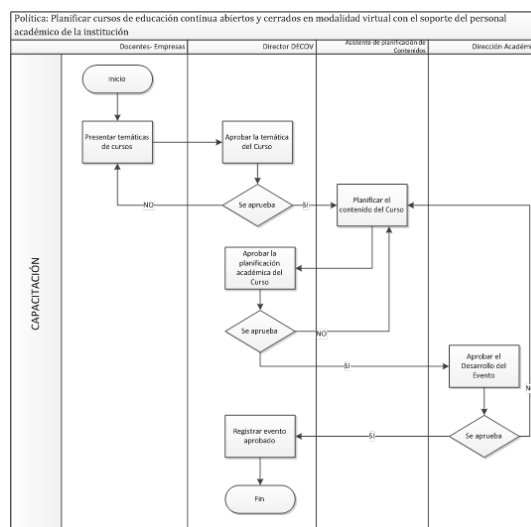 Política: Planificar cursos de educación continua abiertos y cerrados en modalidad virtual con el soporte del personal
académico de la institución
Docentes- Empresas
Director DECOV
Asistente de planificación de
Contenidos
Dirección Académi
CAPACITACIÓN
Inicio
Presentar temáticas
de cursos
Aprobar la temática
del Curso
Se aprueba
NO
SI
Planificar el
contenido del Curso
Aprobar la
planificación
académica del
Curso
Se aprueba
NO
SI
Aprobar el
Desarrollo del
Evento
Se aprueba
SI
Registrar evento
aprobado
Fin